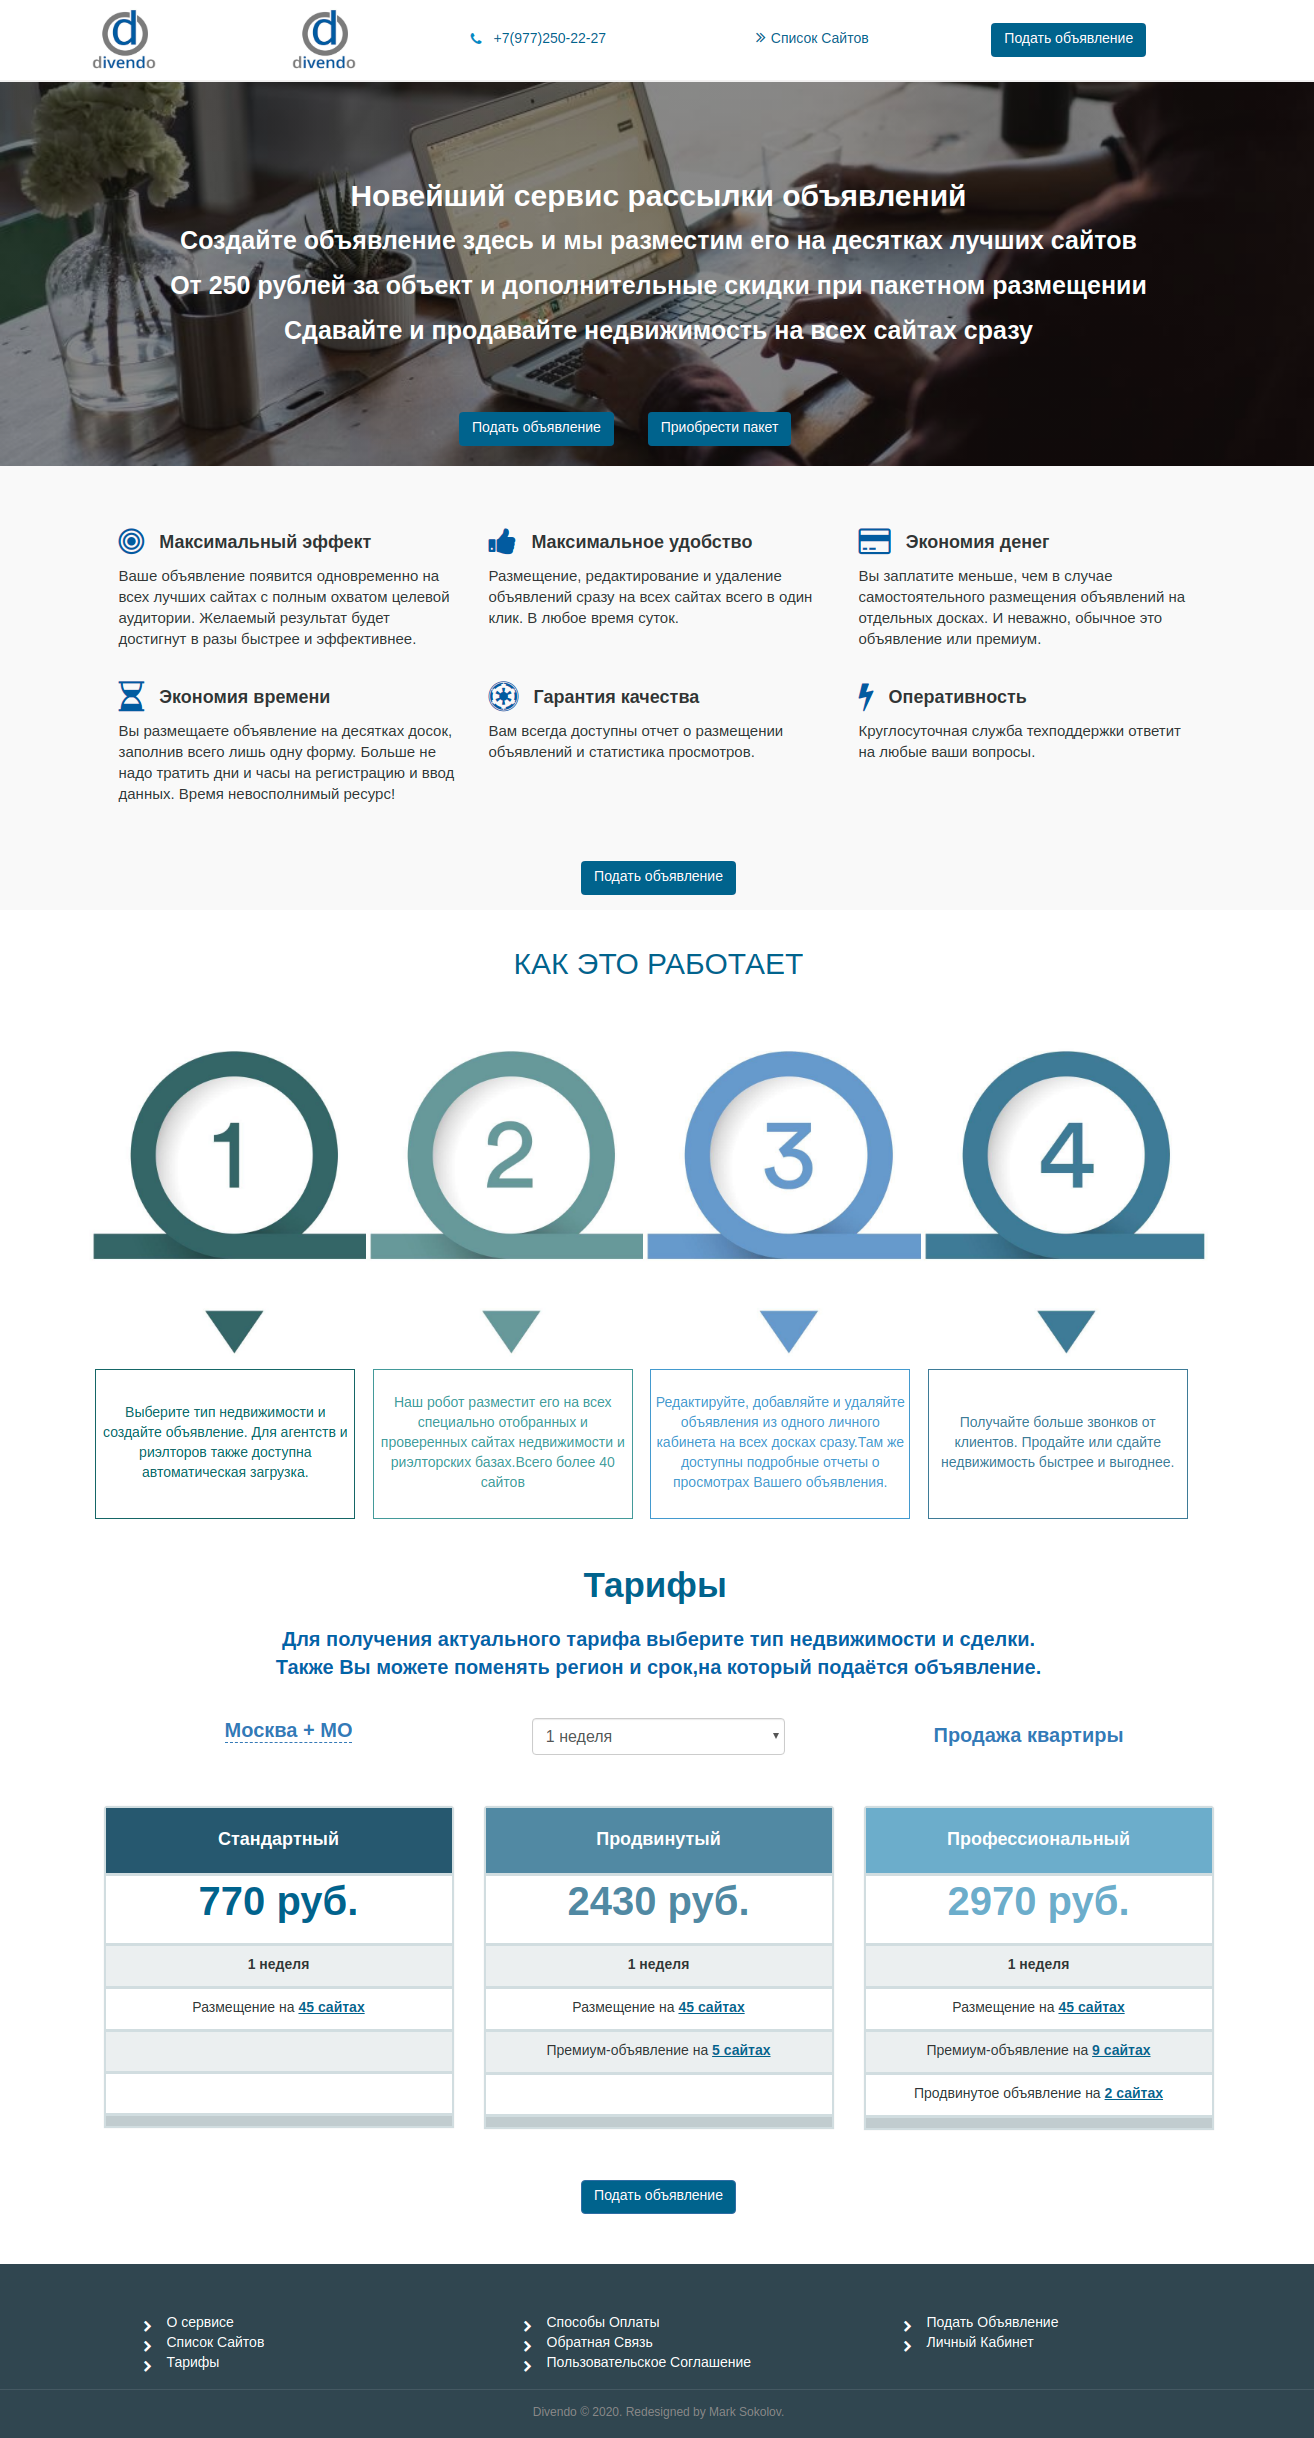 divendo
divendo
+7(977)250-22-27
Список Сайтов
Подать объявление
Новейший сервис рассылки объявлений
Создайте объявление здесь и мы разместим его на десятках лучших сайтов
От 250 рублей за объект и дополнительные скидки при пакетном размещении
Сдавайте и продавайте недвижимость на всех сайтах сразу
Подать объявление
Приобрести пакет
Максимальный эффект
Ваше объявление появится одновременно на
всех лучших сайтах с полным охватом целевой
аудитории. Желаемый результат будет
достигнут в разы быстрее и эффективнее.
Максимальное удобство
Размещение, редактирование и удаление
объявлений сразу на всех сайтах всего в один
клик. В любое время суток.
Экономия денег
Вы заплатите меньше, чем в случае
самостоятельного размещения объявлений на
отдельных досках. И неважно, обычное это
объявление или премиум.
Экономия времени
Вы размещаете объявление на десятках досок,
заполнив всего лишь одну форму. Больше не
надо тратить дни и часы на регистрацию и ввод
данных. Время невосполнимый ресурс!
Гарантия качества
Вам всегда доступны отчет о размещении
объявлений и статистика просмотров.
Оперативность
Круглосуточная служба техподдержки ответит
на любые ваши вопросы.
Подать объявление
КАК ЭТО РАБОТАЕТ
1
2
3
4
Выберите тип недвижимости и
создайте объявление. Для агентств и
риэлторов также доступна
автоматическая загрузка.
Наш робот разместит его на всех
специально отобранных и
проверенных сайтах недвижимости и
риэлторских базах.Всего более 40
сайтов
Редактируйте, добавляйте и удаляйте
объявления из одного личного
кабинета на всех досках сразу.Там же
доступны подробные отчеты о
просмотрах Вашего объявления.
Получайте больше звонков от
клиентов. Продайте или сдайте
недвижимость быстрее и выгоднее.
Тарифы
Для получения актуального тарифа выберите тип недвижимости и сделки.
Также Вы можете поменять регион и срок,на который подаётся объявление.
Москва + МО
1 неделя
Продажа квартиры
Стандартный
770 руб.
1 неделя
Размещение на 45 сайтах
Продвинутый
2430 руб.
1 неделя
Размещение на 45 сайтах
Премиум-объявление на 5 сайтах
Профессиональный
2970 руб.
1 неделя
Размещение на 45 сайтах
Премиум-объявление на 9 сайтах
Продвинутое объявление на 2 сайтах
Подать объявление
О сервисе
Список Сайтов
Тарифы
Способы Оплаты
Обратная Связь
Пользовательское Соглашение
Подать Объявление
Личный Кабинет
Divendo © 2020. Redesigned by Mark Sokolov.